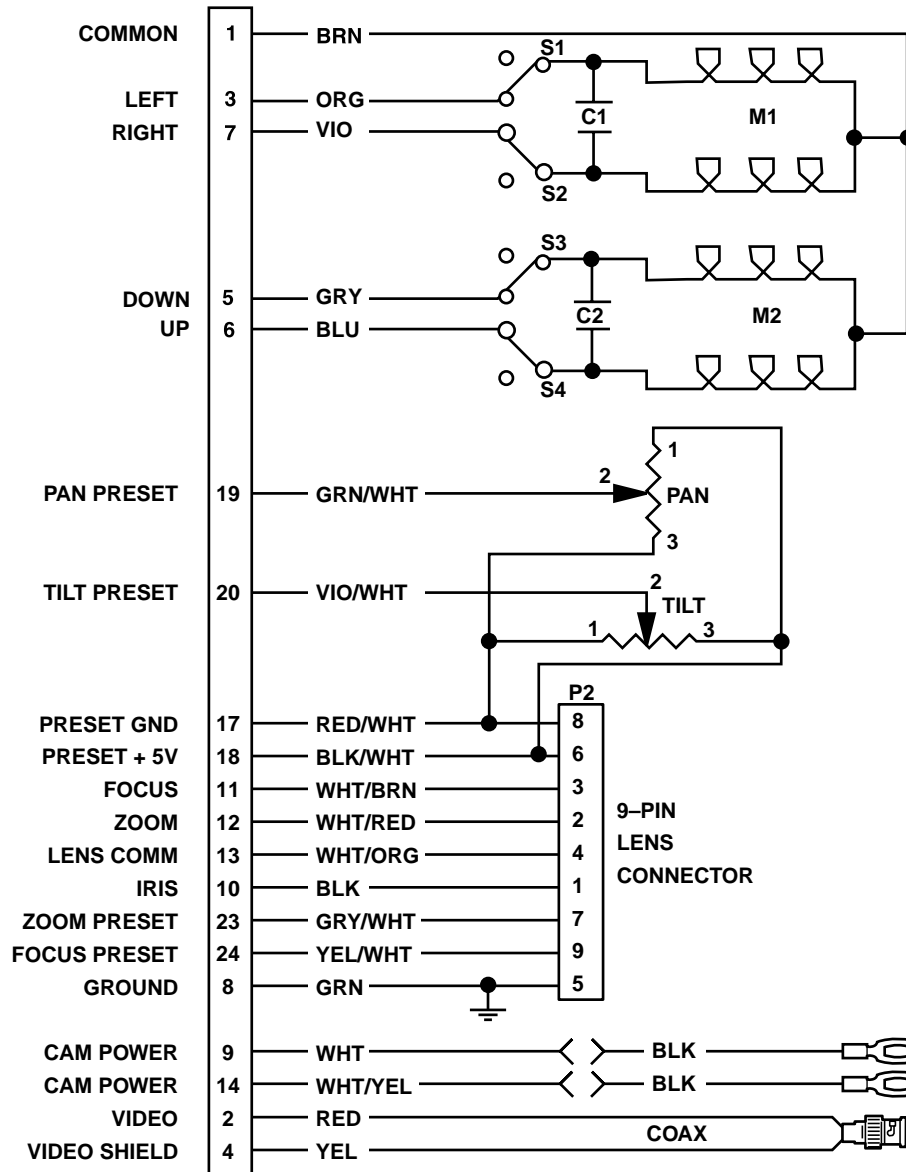 COMMON 1 BRN
S1
LEFT 3 ORG
C1 M1
RIGHT 7 VIO
S2
S3
DOWN 5 GRY
C2 M2
UP 6 BLU
S4
1
PAN PRESET 19 GRN/WHT 2 PAN
3
TILT PRESET 20 VIO/WHT 2
TILT
1 3
P2
PRESET GND 17 RED/WHT 8
PRESET + 5V 18 BLK/WHT 6
FOCUS 11 WHT/BRN 3
ZOOM 12 WHT/RED 2
LENS COMM 13 WHT/ORG 4
IRIS 10 BLK 1
ZOOM PRESET 23 GRY/WHT 7
FOCUS PRESET 24 YEL/WHT 9
GROUND 8 GRN 5
9–PIN
LENS
CONNECTOR
CAM POWER 9 WHT BLK
CAM POWER 14 WHT/YEL BLK
VIDEO 2 RED
COAX
VIDEO SHIELD 4 YEL